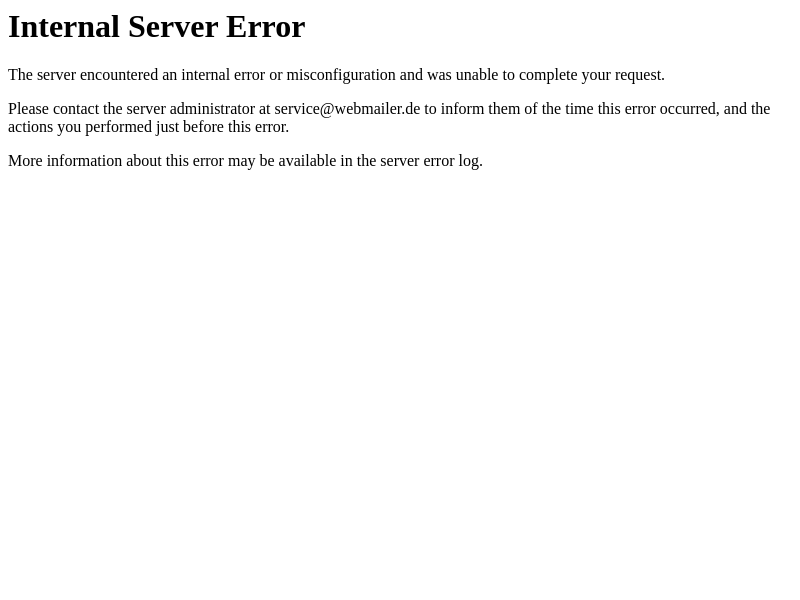 Internal Server Error
The server encountered an internal error or misconfiguration and was unable to complete your request.
Please contact the server administrator at service@webmailer.de to inform them of the time this error occurred, and the
actions you performed just before this error.
More information about this error may be available in the server error log.